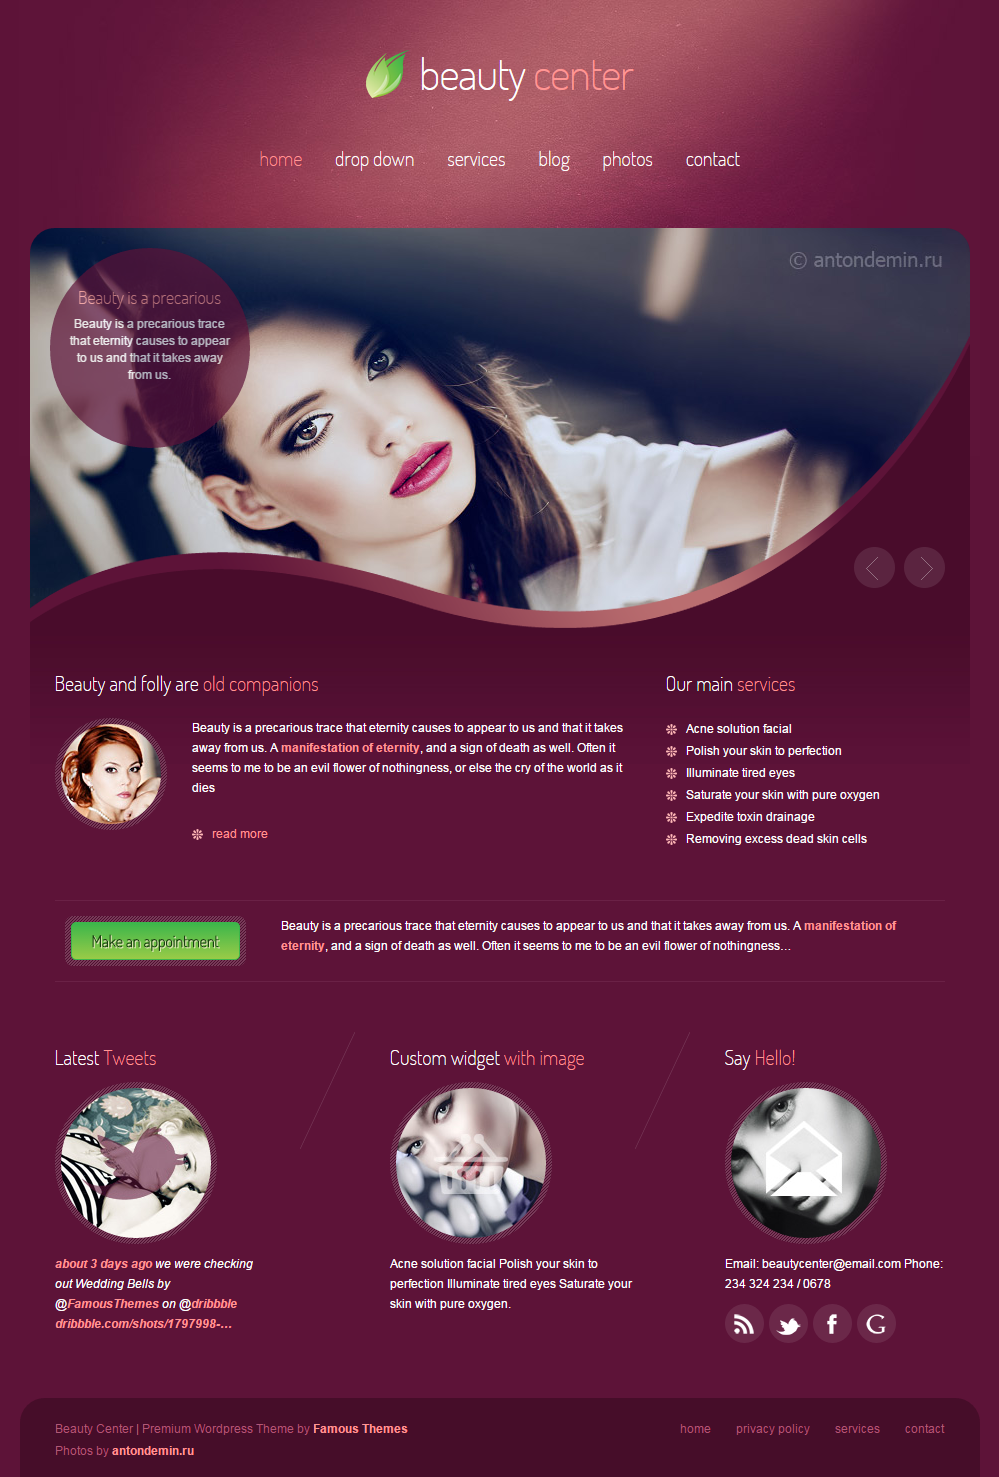 beauty center
home drop down services blog photos contact
© antondemin.ru
Beauty is a precarious
Beauty is a precarious trace
that eternity causes to appear
to us and that it takes away
from us.
Beauty and folly are old companions
Beauty is a precarious trace that eternity causes to appear to us and that it takes
away from us. A manifestation of eternity, and a sign of death as well. Often it
seems to me to be an evil flower of nothingness, or else the cry of the world as it
dies
read more
Our main services
Acne solution facial
Polish your skin to perfection
Illuminate tired eyes
Saturate your skin with pure oxygen
Expedite toxin drainage
Removing excess dead skin cells
Make an appointment
Beauty is a precarious trace that eternity causes to appear to us and that it takes away from us. A manifestation of
eternity, and a sign of death as well. Often it seems to me to be an evil flower of nothingness...
Latest Tweets
about 3 days ago we were checking
out Wedding Bells by
@FamousThemes on @dribbble
dribbble.com/shots/1797998-...
Custom widget with image
Acne solution facial Polish your skin to
perfection Illuminate tired eyes Saturate your
skin with pure oxygen.
Say Hello!
Email: beautycenter@email.com Phone:
234 324 234 / 0678
f G
Beauty Center | Premium Wordpress Theme by Famous Themes
Photos by antondemin.ru
home privacy policy services contact